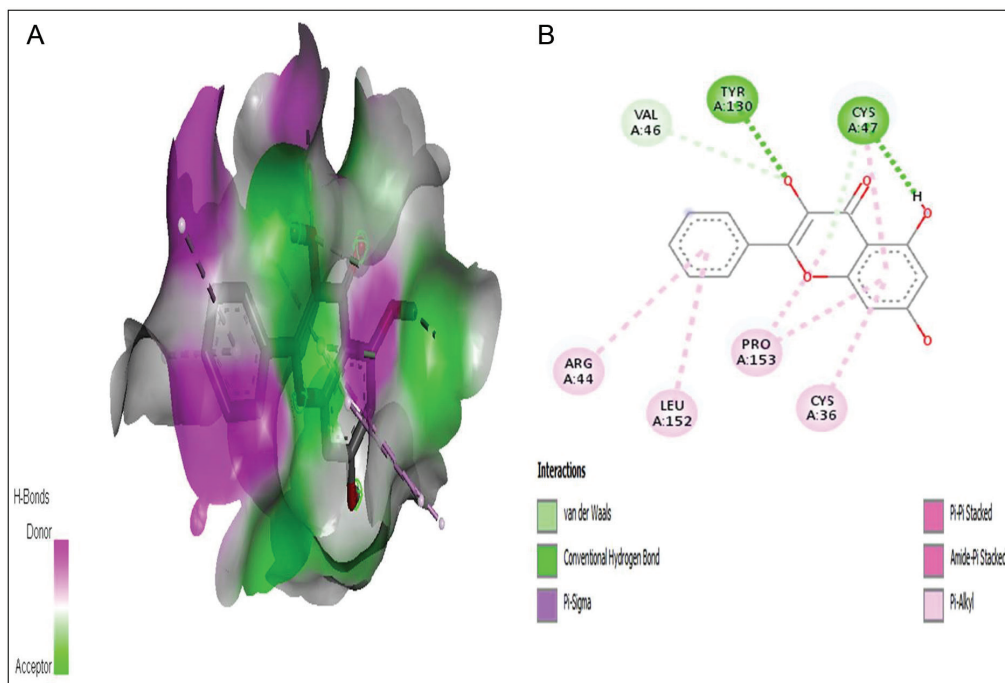 A
H-Bonds
Donor
Acceptor
B
VAL
A:46
TYR
A:130
CYS
A:47
O
O
H
O
O
O
ARG
A:44
LEU
A:152
PRO
A:153
CYS
A:36
Interactions
van der Waals
Conventional Hydrogen Bond
Pi-Sigma
Pi-Pi Stacked
Amide-Pi Stacked
Pi-Alkyl